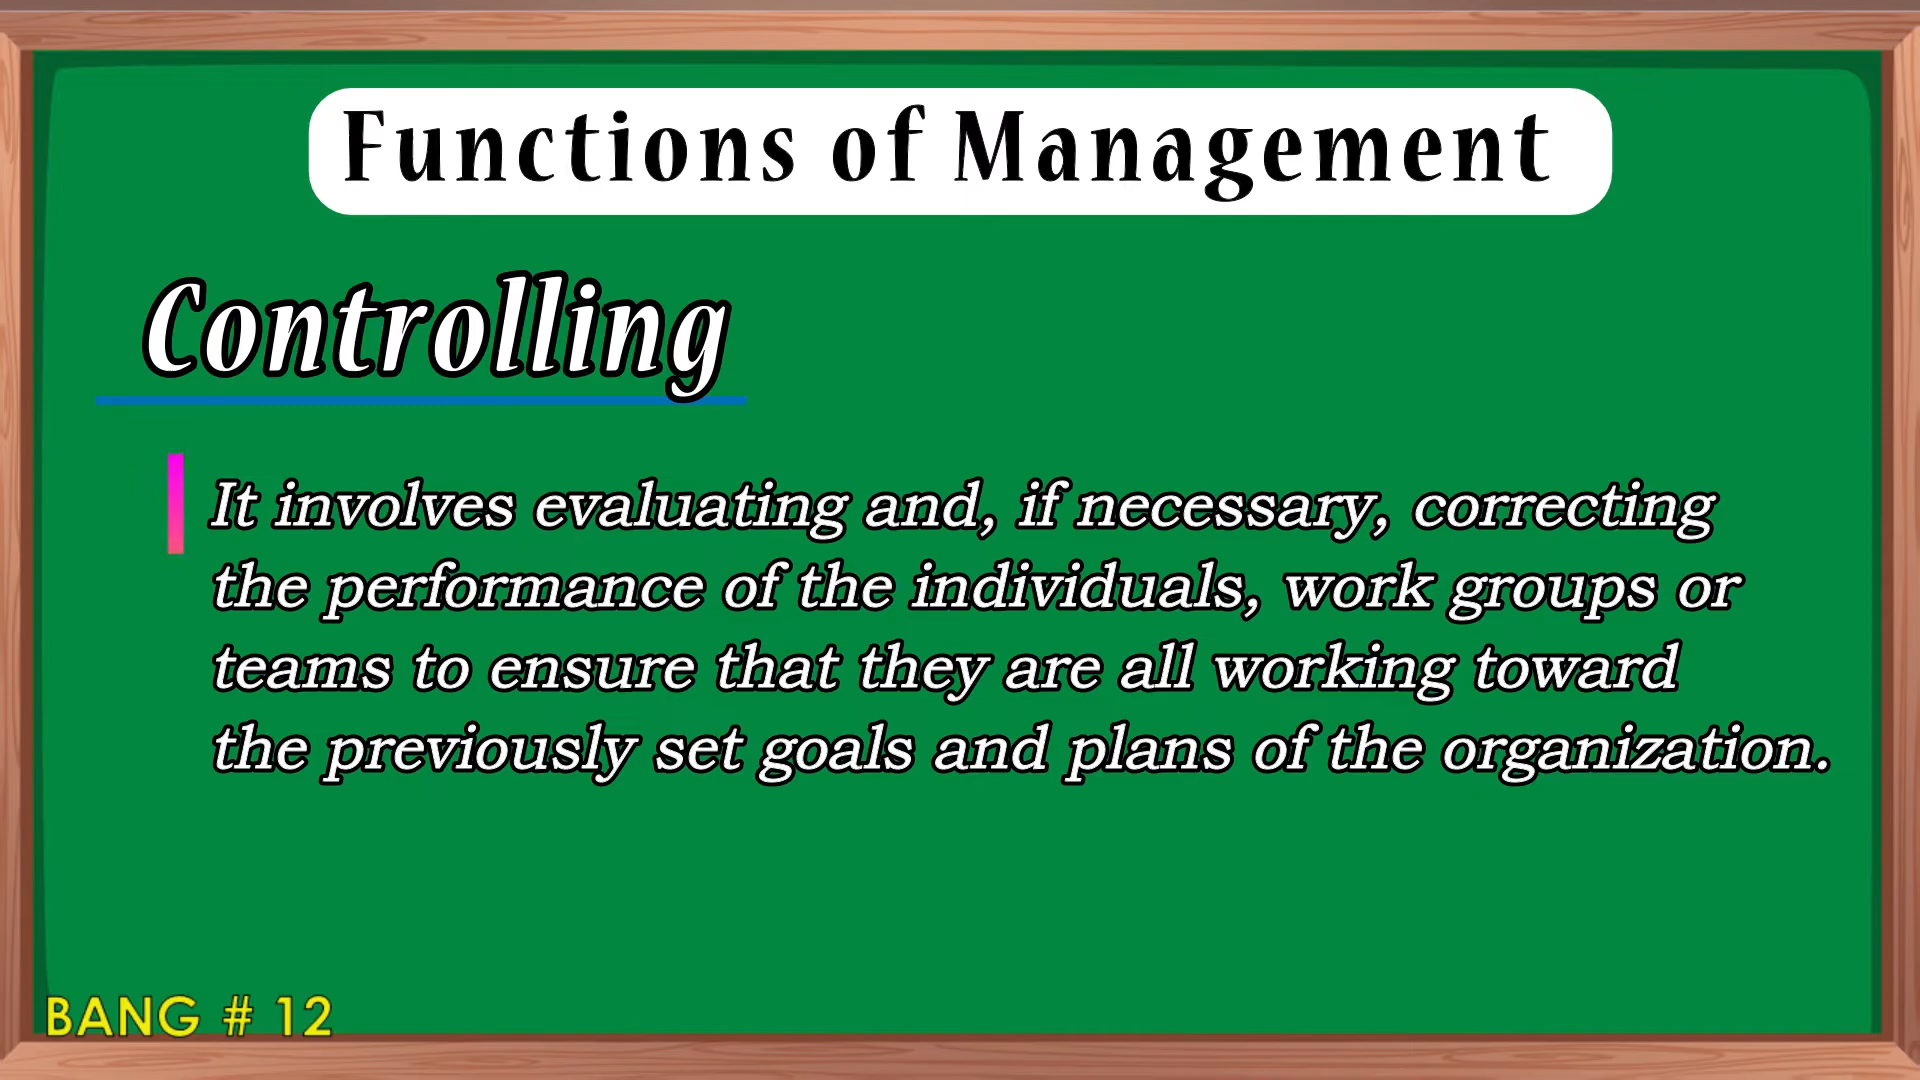 Functions of Management
Controlling
It involves evaluating and, if necessary, correcting
the performance of the individuals, work groups or
teams to ensure that they are all working toward
the previously set goals and plans of the organization.
BANG # 12